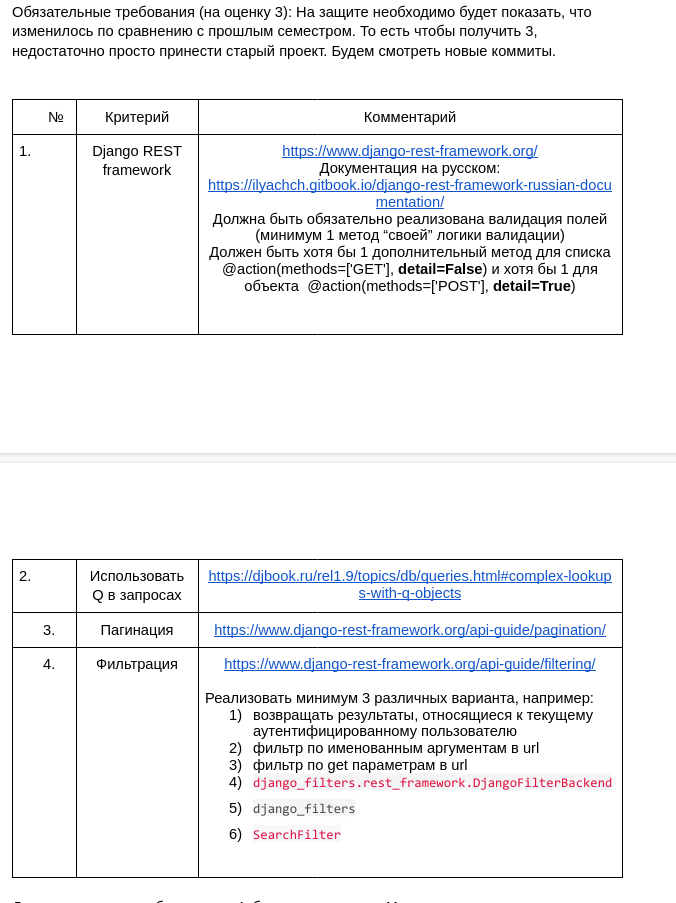 Обязательные требования (на оценку 3): На защите необходимо будет показать, что
изменилось по сравнению с прошлым семестром. То есть чтобы получить 3,
недостаточно просто принести старый проект. Будем смотреть новые коммиты.
№ Критерий Комментарий
1. Django REST framework
https://www.django-rest-framework.org/
Документация на русском:
https://ilyachch.gitbook.io/django-rest-framework-russian-docu
mentation/
Должна быть обязательно реализована валидация полей
(минимум 1 метод “своей” логики валидации)
Должен быть хотя бы 1 дополнительный метод для списка
@action(methods=['GET'], detail=False) и хотя бы 1 для
объекта @action(methods=['POST'], detail=True)
2. Использовать Q в запросах
https://djbook.ru/rel1.9/topics/db/queries.html#complex-lookup
s-with-q-objects
3. Пагинация https://www.django-rest-framework.org/api-guide/pagination/
4. Фильтрация https://www.django-rest-framework.org/api-guide/filtering/
Реализовать минимум 3 различных варианта, например:
1) возвращать результаты, относящиеся к текущему
аутентифицированному пользователю
2) фильтр по именованным аргументам в url
3) фильтр по get параметрам в url
4) django_filters.rest_framework.DjangoFilterBackend
5) django_filters
6) SearchFilter